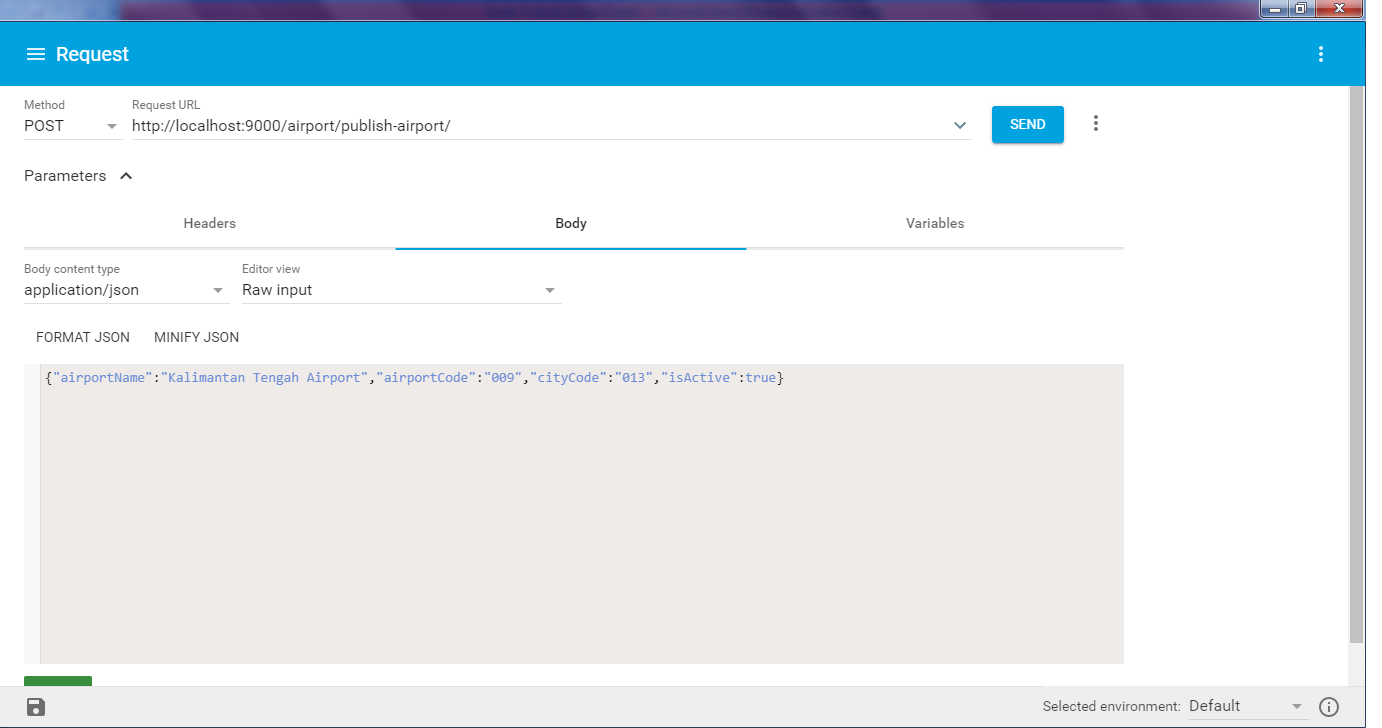 Request
Method
Request URL
POST
http://localhost:9000/airport/publish-airport/
SEND
Parameters
Headers
Body
Variables
Body content type
Editor view
application/json
Raw input
FORMAT JSON
MINIFY JSON
{"airportName":"Kalimantan Tengah Airport","airportCode":"009","cityCode":"013","isActive":true}
Selected environment: Default